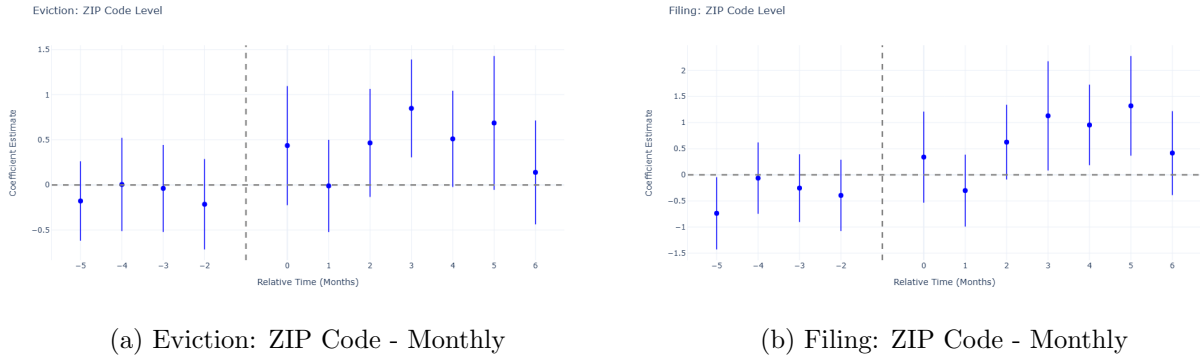 Eviction: ZIP Code Level
1.5
1
0.5
0
−0.5
Coefficient Estimate
−5 −4 −3 −2 0 1 2 3 4 5 6
Relative Time (Months)
(a) Eviction: ZIP Code - Monthly
Filing: ZIP Code Level
2
1.5
1
0.5
0
−0.5
−1
−1.5
Coefficient Estimate
−5 −4 −3 −2 0 1 2 3 4 5 6
Relative Time (Months)
(b) Filing: ZIP Code - Monthly